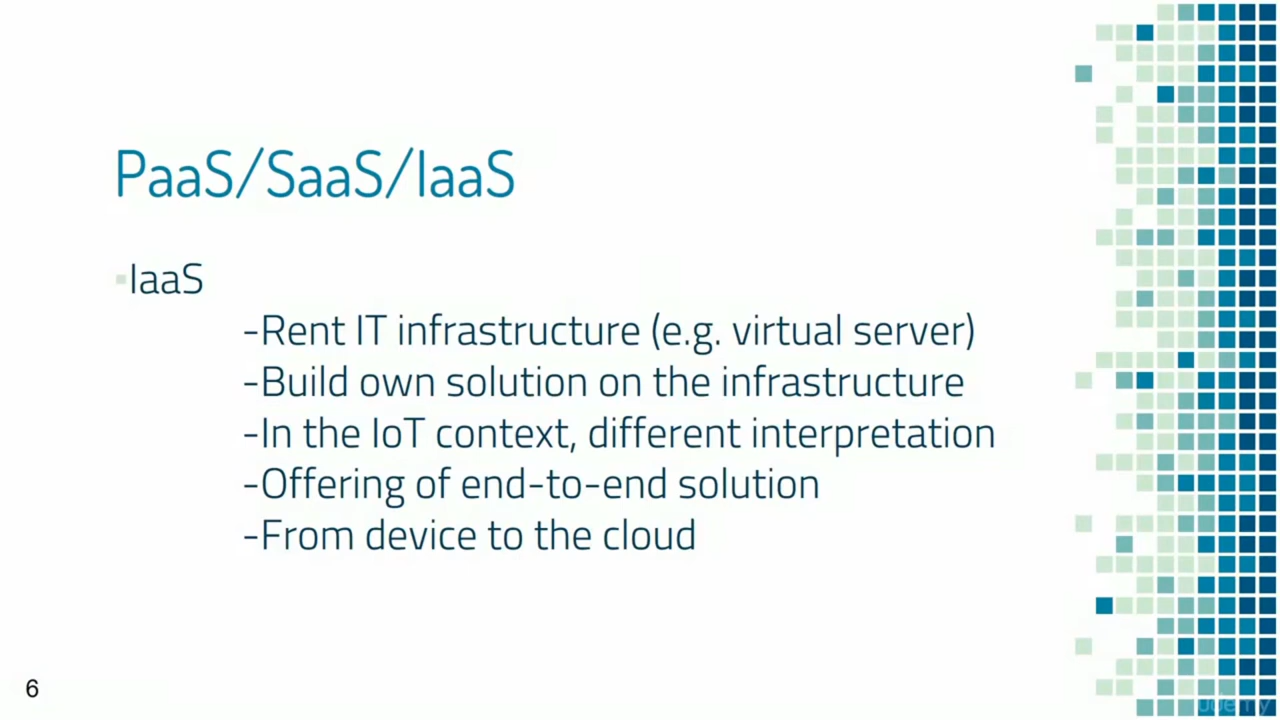 PaaS/SaaS/IaaS
IaaS
-Rent IT infrastructure (e.g. virtual server)
-Build own solution on the infrastructure
-In the IoT context, different interpretation
-Offering of end-to-end solution
-From device to the cloud
6
udemy